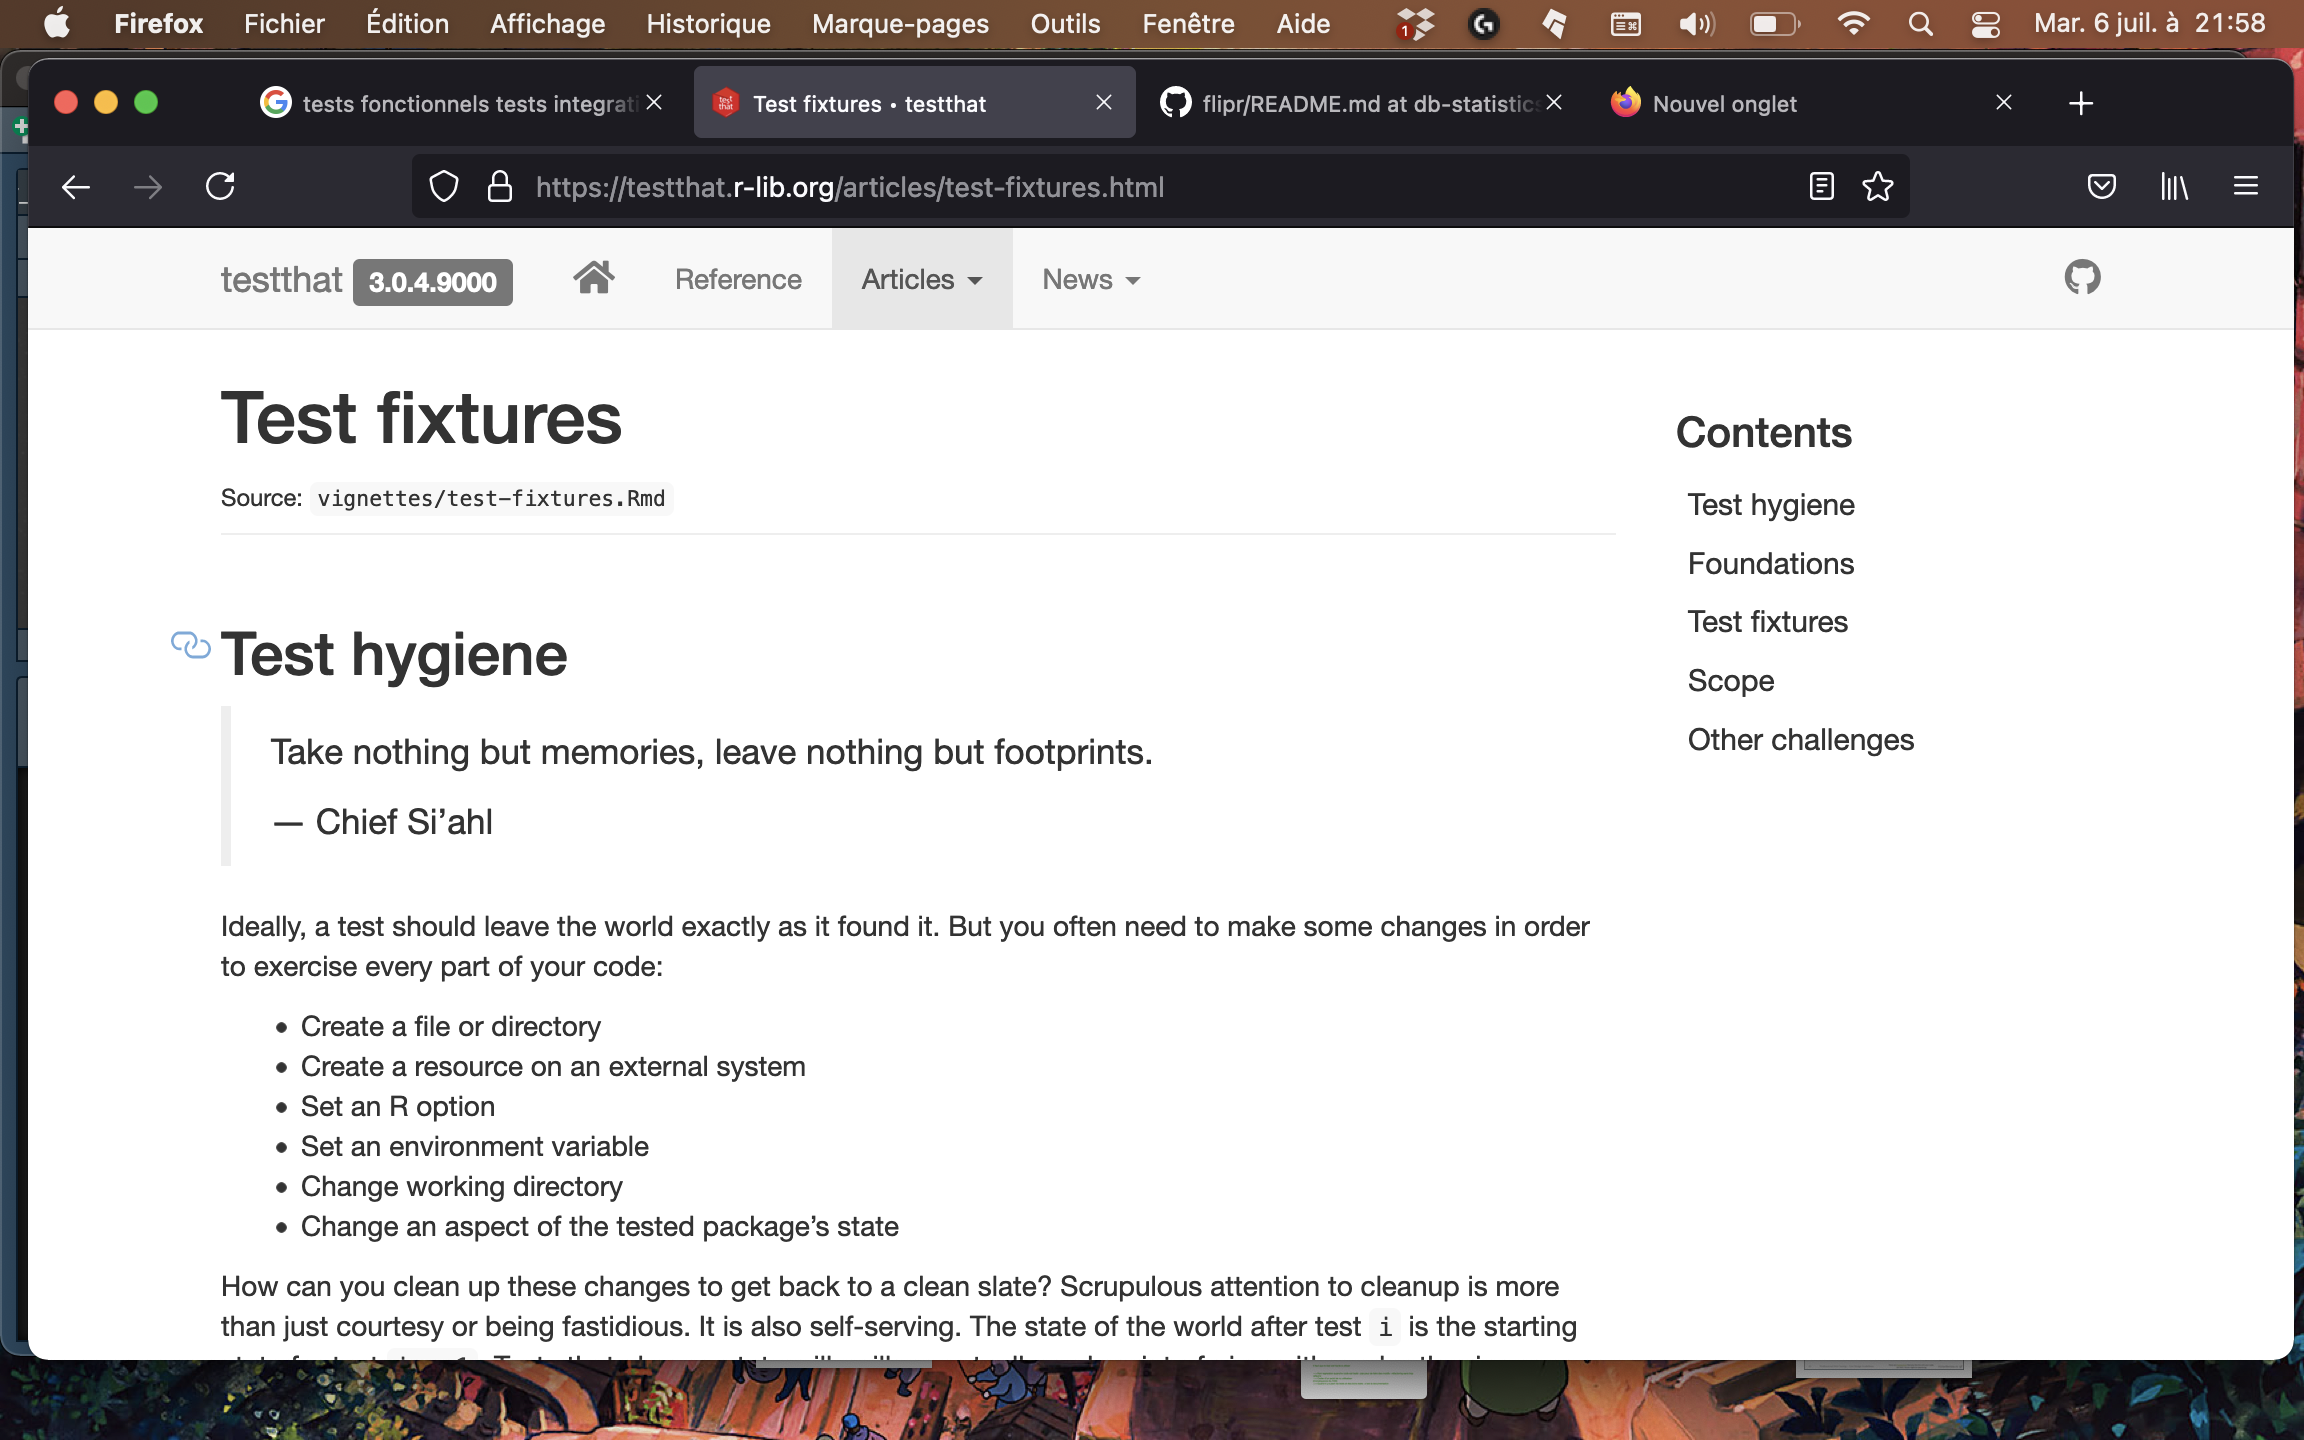 Firefox Fichier Édition Affichage Historique Marque-pages Outils Fenêtre Aide 1 Mar. 6 juil. à 21:58
tests fonctionnels tests integrati Test fixtures • testthat flipr/README.md at db-statistics Nouvel onglet
https://testthat.r-lib.org/articles/test-fixtures.html
testthat 3.0.4.9000 Reference Articles News
Test fixtures
Source: vignettes/test-fixtures.Rmd
Contents
Test hygiene
Foundations
Test fixtures
Scope
Other challenges
Test hygiene
Take nothing but memories, leave nothing but footprints.
— Chief Si’ahl
Ideally, a test should leave the world exactly as it found it. But you often need to make some changes in order
to exercise every part of your code:
• Create a file or directory
• Create a resource on an external system
• Set an R option
• Set an environment variable
• Change working directory
• Change an aspect of the tested package’s state
How can you clean up these changes to get back to a clean slate? Scrupulous attention to cleanup is more
than just courtesy or being fastidious. It is also self-serving. The state of the world after test i is the starting